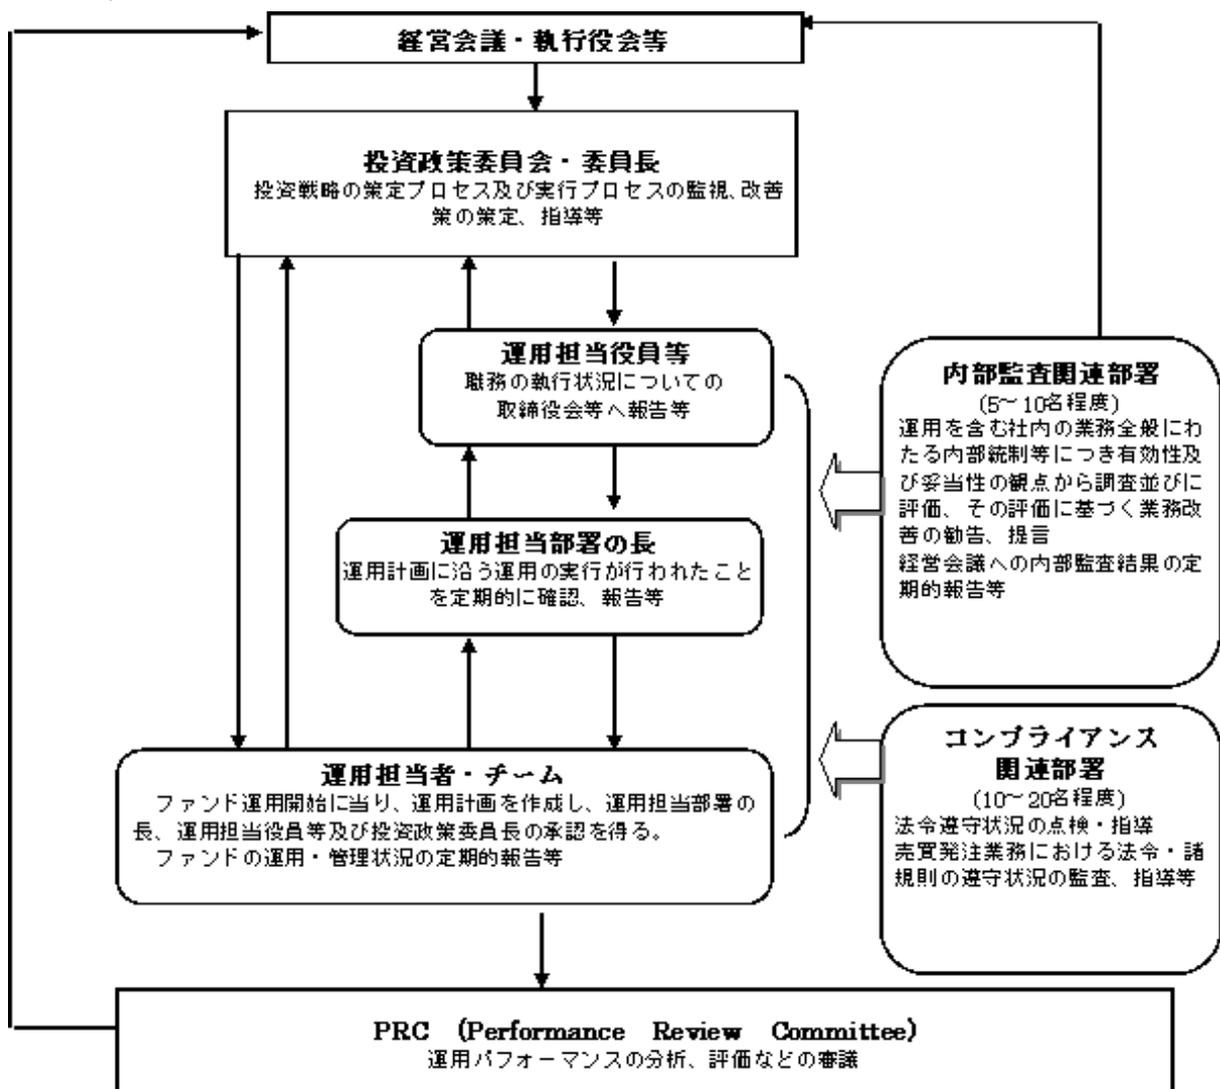 経営会議・執行役会等
投資政策委員会・委員長
投資戦略の策定プロセス及び実行プロセスの監視、改善
策の策定、指導等
運用担当役員等
職務の執行状況についての
取締役会等へ報告等
運用担当部署の長
運用計画に沿う運用の実行が行われたこと
を定期的に確認、報告等
運用担当者・チーム
ファンド運用開始に当り、運用計画を作成し、運用担当部署の
長、運用担当役員等及び投資政策委員長の承認を得る。
ファンドの運用・管理状況の定期的報告等
内部監査関連部署
(5～10名程度)
運用を含む社内の業務全般にわ
たる内部統制等につき有効性及
び妥当性の観点から調査並びに
評価、その評価に基づく業務改
善の勧告、提言
経営会議への内部監査結果の定
期的報告等
コンプライアンス
関連部署
(10～20名程度)
法令遵守状況の点検・指導
売買発注業務における法令・諸
規則の遵守状況の監査、指導等
PRC (Performance Review Committee)
運用パフォーマンスの分析、評価などの審議